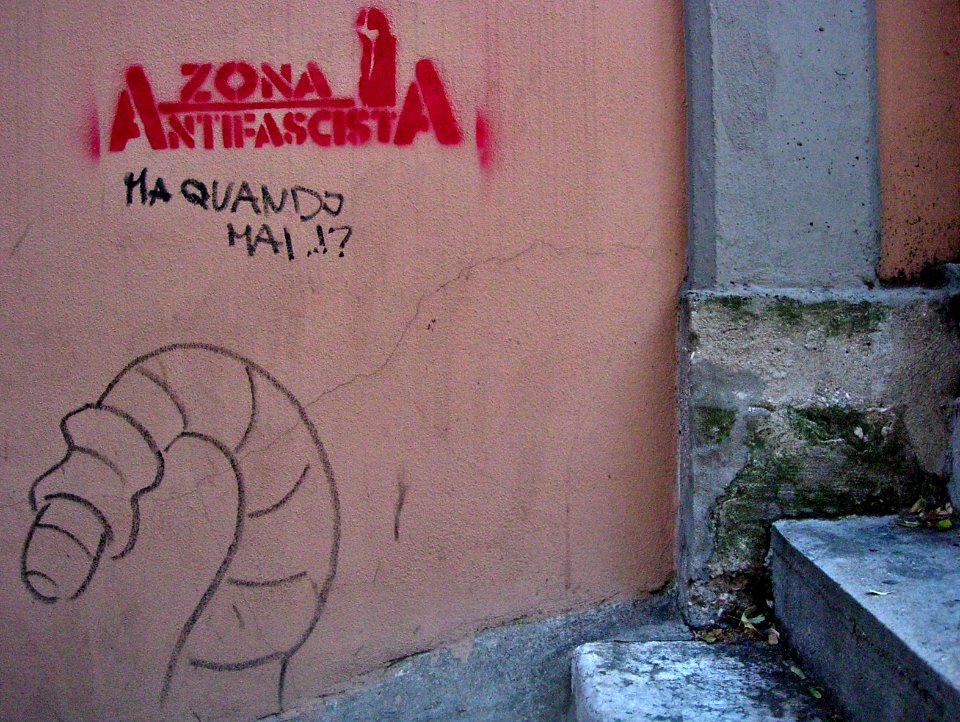 ZONA
ANTIFASCISTA
MA QUANDO
MAI.!?